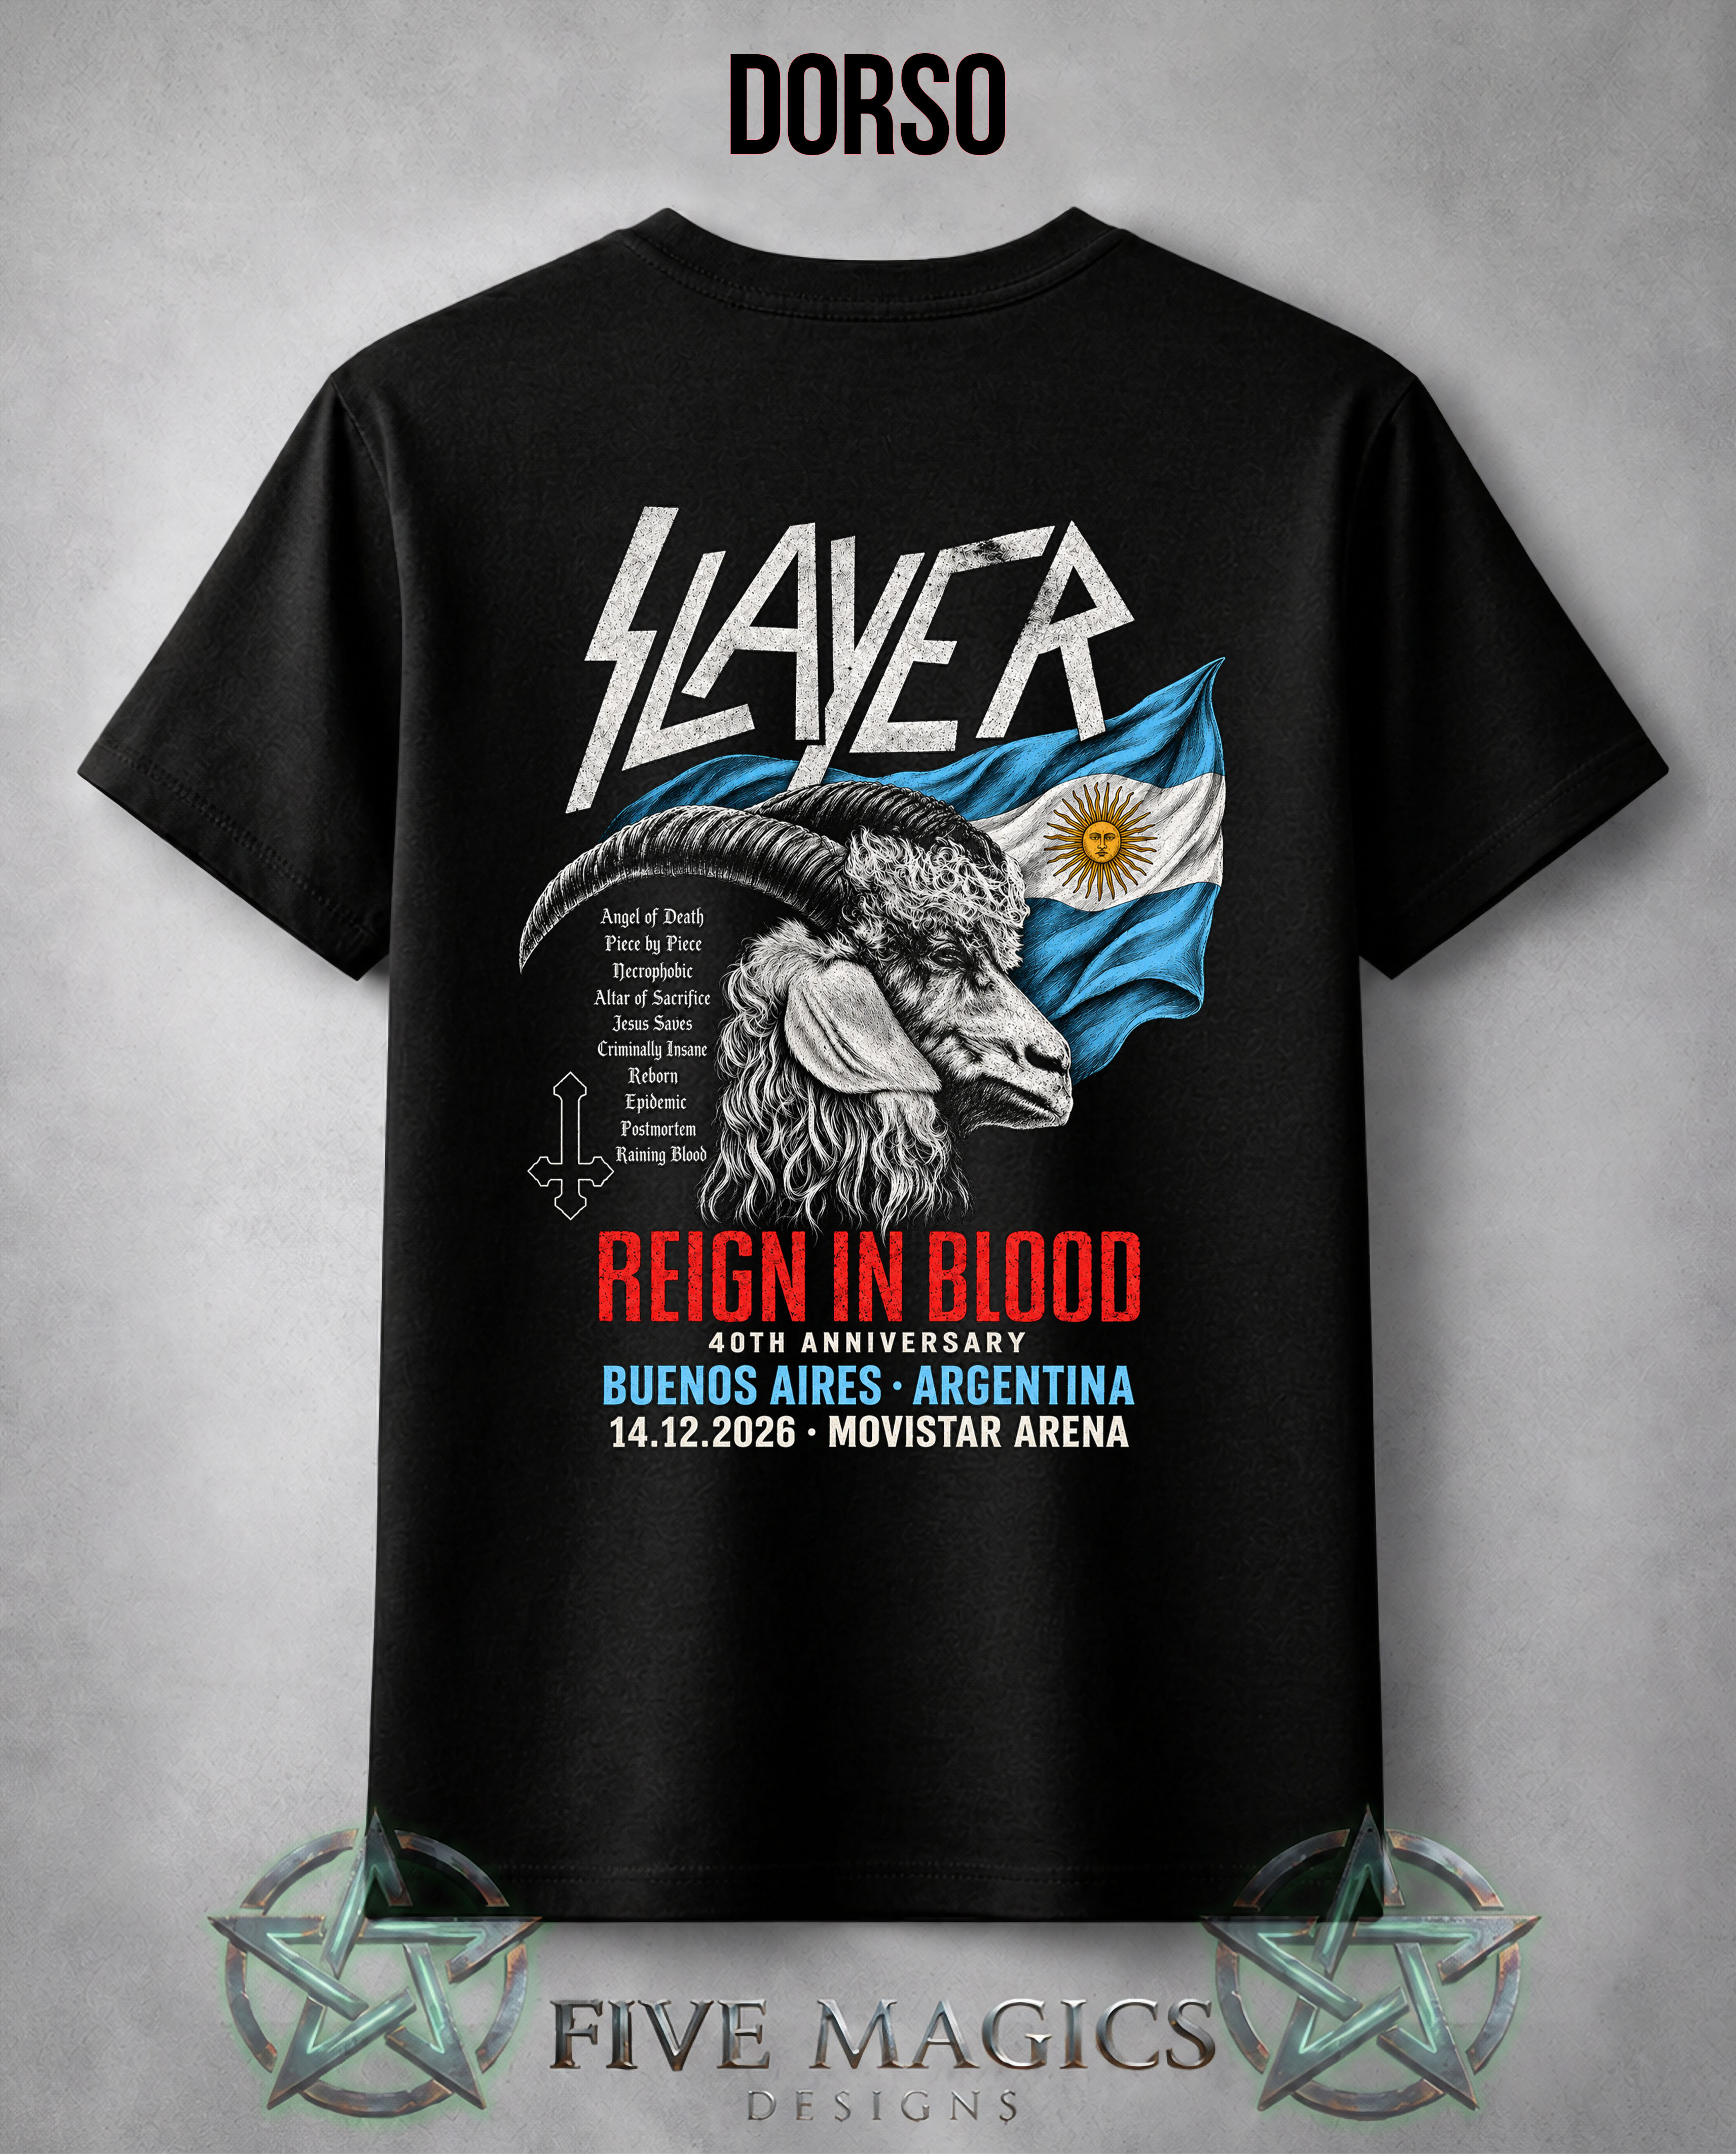 DORSO
SLAYER
Angel of Death
Piece by Piece
Necrophobic
Altar of Sacrifice
Jesus Saves
Criminally Insane
Reborn
Epidemic
Postmortem
Raining Blood
REIGN IN BLOOD
40TH ANNIVERSARY
BUENOS AIRES · ARGENTINA
14.12.2026 · MOVISTAR ARENA
FIVE MAGICS
DESIGNS